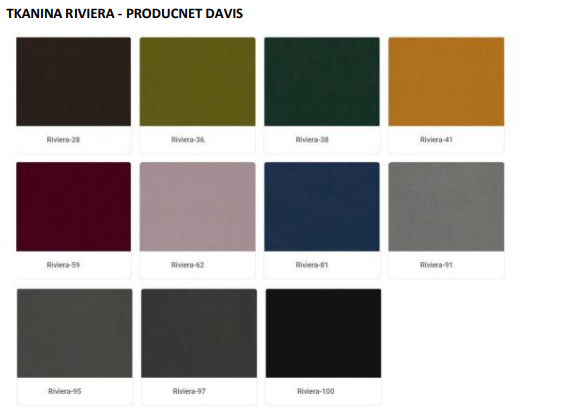 TKANINA RIVIERA - PRODUCNET DAVIS
Riviera-28
Riviera-36
Riviera-38
Riviera-41
Riviera-59
Riviera-62
Riviera-81
Riviera-91
Riviera-95
Riviera-97
Riviera-100